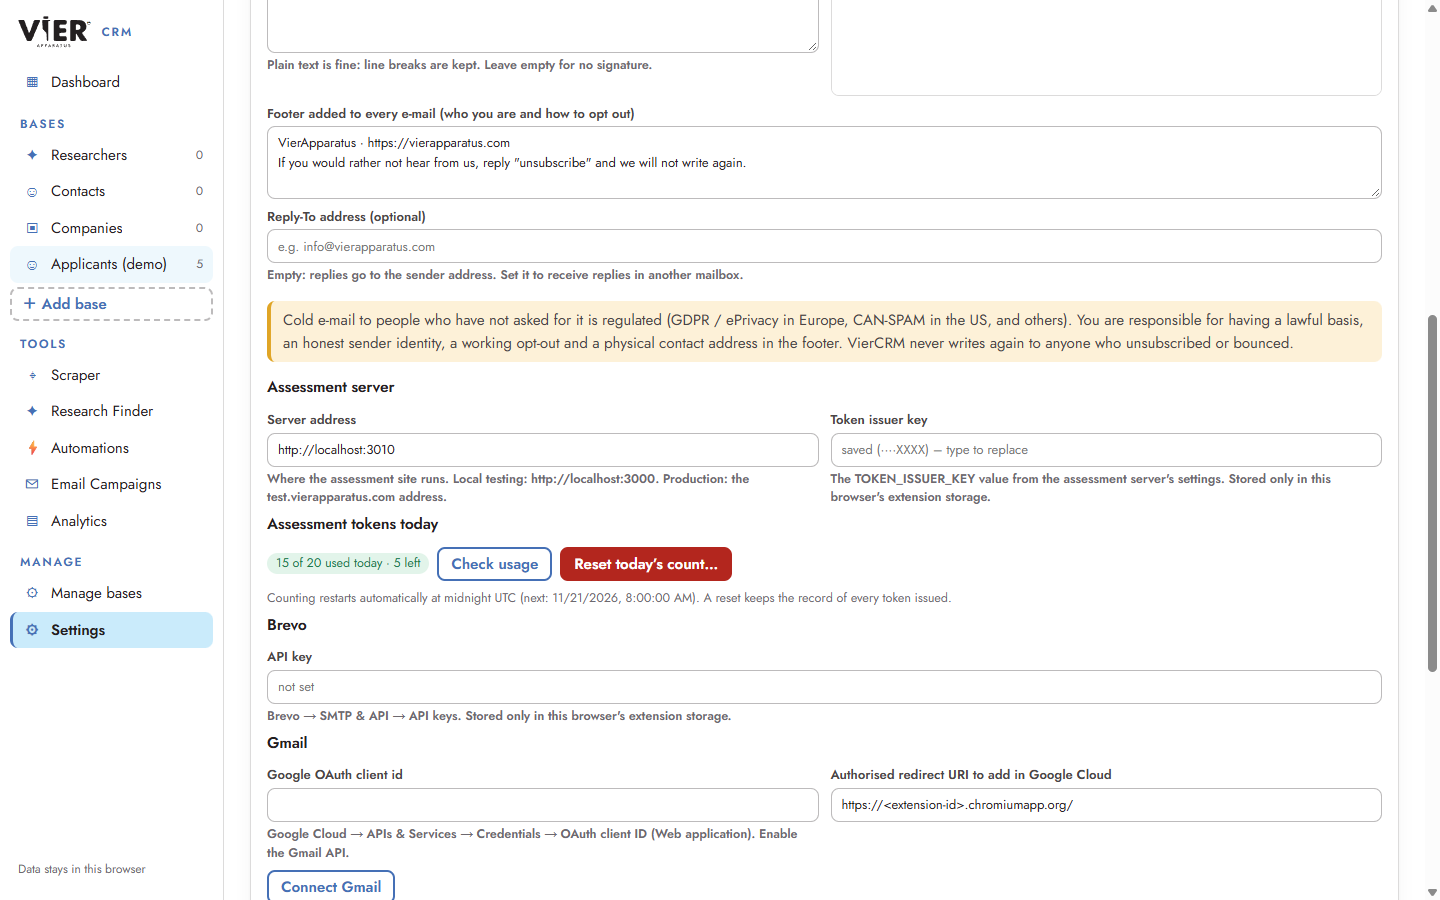 VIER CRM
APPARATUS
Dashboard
BASES
Researchers 0
Contacts 0
Companies 0
Applicants (demo) 5
+ Add base
TOOLS
Scraper
Research Finder
Automations
Email Campaigns
Analytics
MANAGE
Manage bases
Settings
Data stays in this browser
Plain text is fine: line breaks are kept. Leave empty for no signature.
Footer added to every e-mail (who you are and how to opt out)
VierApparatus · https://vierapparatus.com
If you would rather not hear from us, reply "unsubscribe" and we will not write again.
Reply-To address (optional)
e.g. info@vierapparatus.com
Empty: replies go to the sender address. Set it to receive replies in another mailbox.
Cold e-mail to people who have not asked for it is regulated (GDPR / ePrivacy in Europe, CAN-SPAM in the US, and others). You are responsible for having a lawful basis,
an honest sender identity, a working opt-out and a physical contact address in the footer. VierCRM never writes again to anyone who unsubscribed or bounced.
Assessment server
Server address
http://localhost:3010
Where the assessment site runs. Local testing: http://localhost:3000. Production: the
test.vierapparatus.com address.
Token issuer key
saved (····XXXX) — type to replace
The TOKEN_ISSUER_KEY value from the assessment server's settings. Stored only in this
browser's extension storage.
Assessment tokens today
15 of 20 used today · 5 left
Check usage
Reset today's count...
Counting restarts automatically at midnight UTC (next: 11/21/2026, 8:00:00 AM). A reset keeps the record of every token issued.
Brevo
API key
not set
Brevo → SMTP & API → API keys. Stored only in this browser's extension storage.
Gmail
Google OAuth client id
Google Cloud → APIs & Services → Credentials → OAuth client ID (Web application). Enable
the Gmail API.
Authorised redirect URI to add in Google Cloud
https://<extension-id>.chromiumapp.org/
Connect Gmail